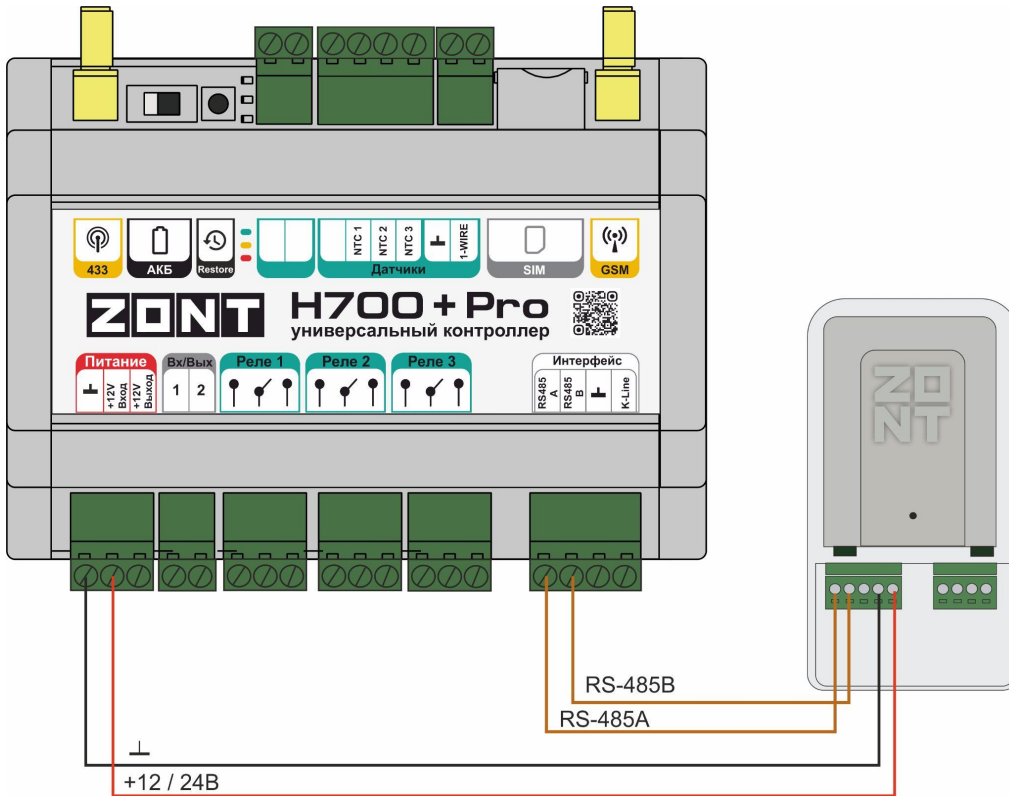 NTC 1
NTC 2
NTC 3
1-WIRE
433
АКБ
Restore
Датчики
SIM
GSM
ZONT
H700 + Pro
универсальный контроллер
Питание
Вх/Вых
Реле 1
Реле 2
Реле 3
Интерфейс
+12V Вход
+12V Выход
1
2
RS485 A
RS485 B
K-Line
ZO
NT
RS-485B
RS-485A
+12 / 24В